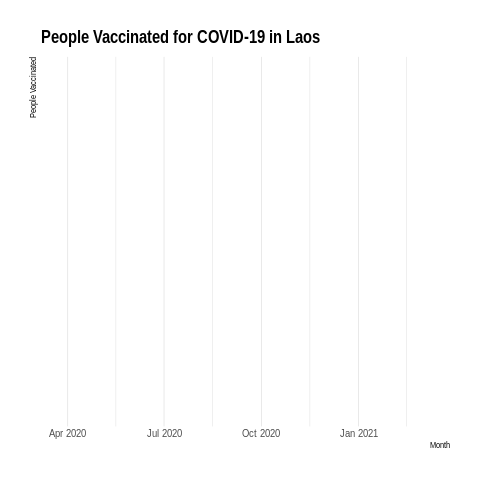 People Vaccinated for COVID-19 in Laos
People Vaccinated
Apr 2020
Jul 2020
Oct 2020
Jan 2021
Month